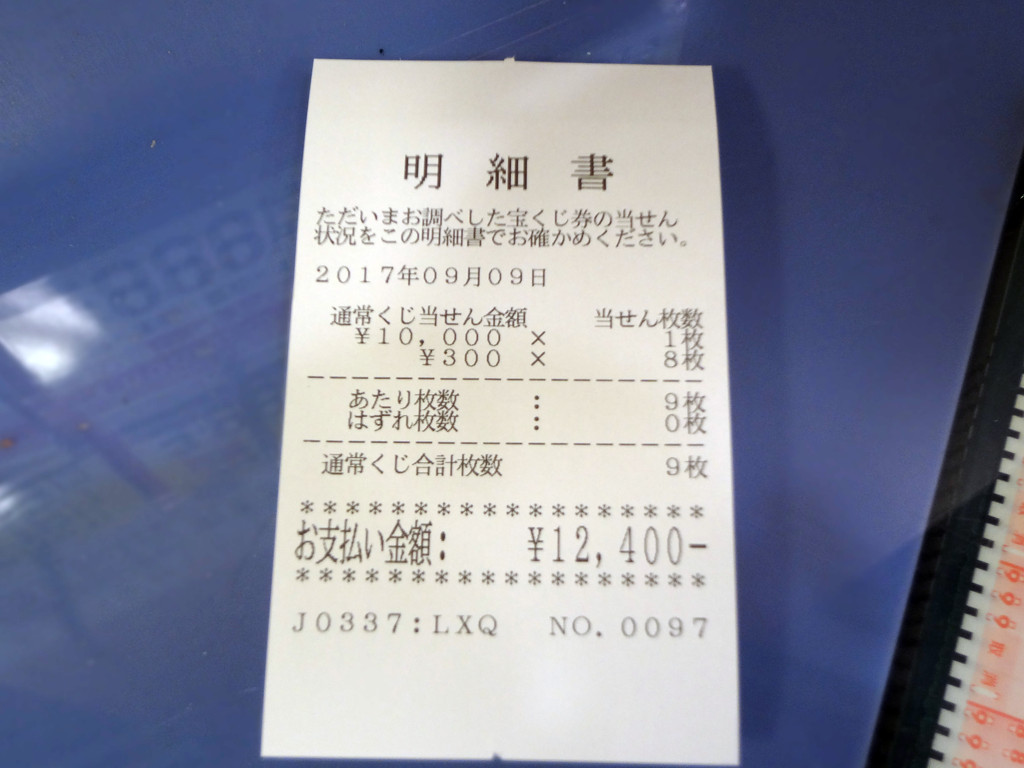 明細書
ただいまお調べした宝くじ券の当せん
状況をこの明細書でお確かめください。
2017年09月09日
通常くじ当せん金額 当せん枚数
¥10,000 × 1枚
¥300 × 8枚
--------------------
あたり枚数 : 9枚
はずれ枚数 : 0枚
--------------------
通常くじ合計枚数 9枚
******************
お支払い金額: ¥12,400-
******************
J0337:LXQ NO.0097